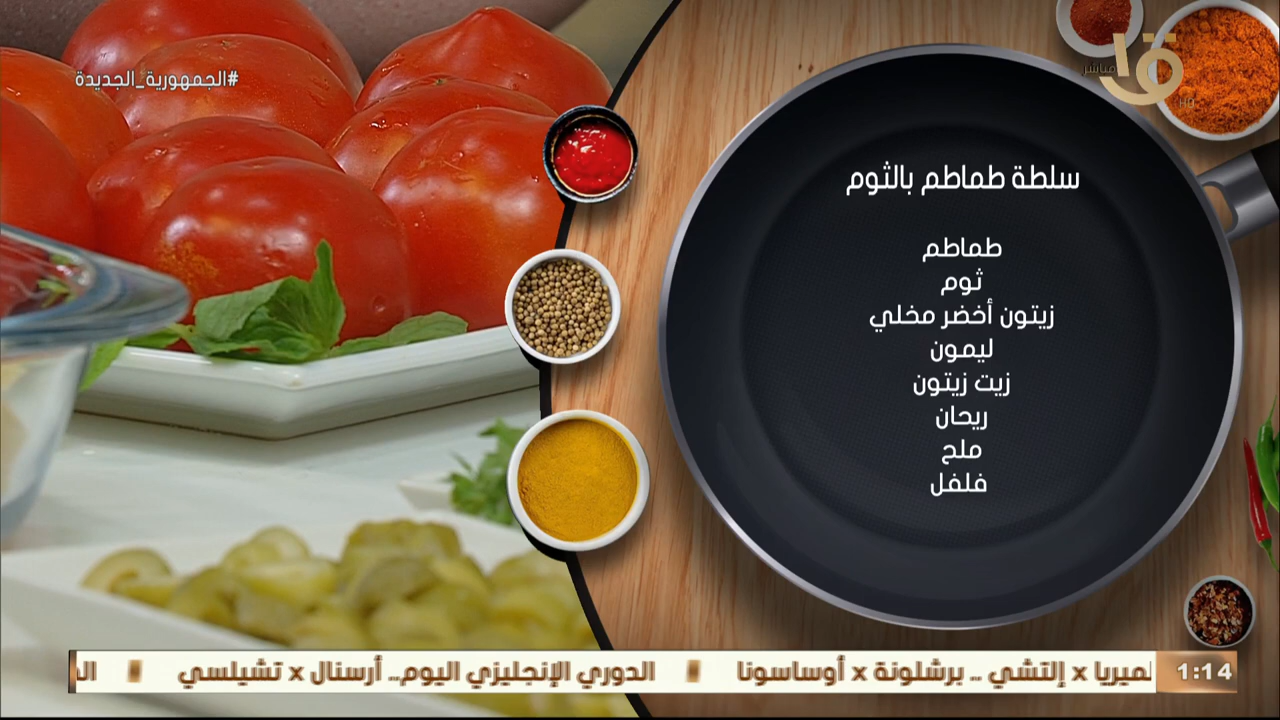 #الجمهورية_الجديدة
مباشر
HD
سلطة طماطم بالثوم
طماطم
ثوم
زيتون أخضر مخلي
ليمون
زيت زيتون
ريحان
ملح
فلفل
1:14
لميريا x إلتشي .. برشلونة x أوساسونا الدوري الإنجليزي اليوم.. أرسنال x تشيلسي